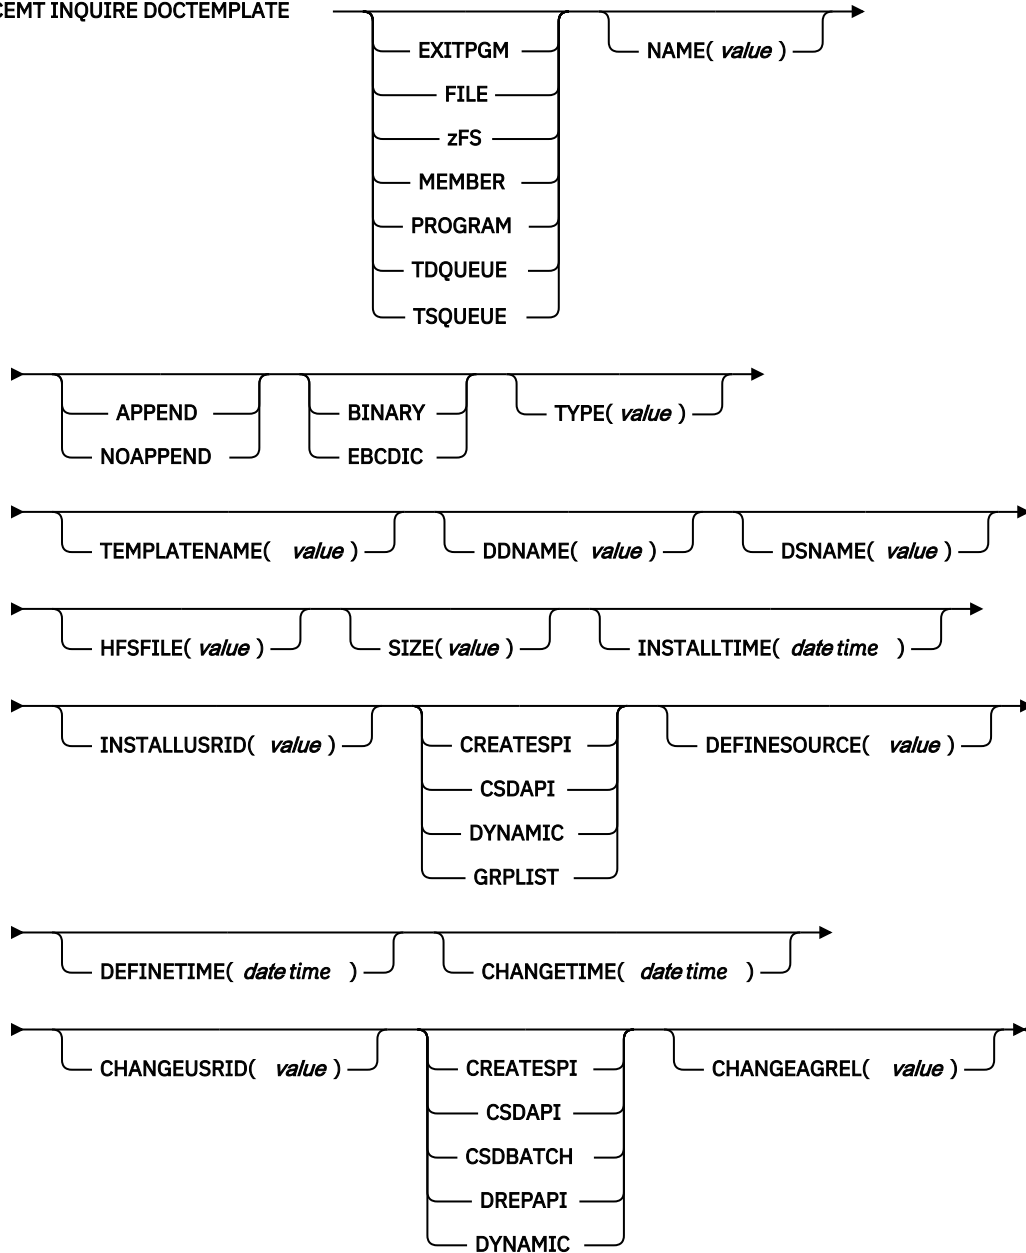 CEMT INQUIRE DOCTEMPLATE
EXITPGM NAME( value )
FILE
zFS
MEMBER
PROGRAM
TDQUEUE
TSQUEUE
APPEND BINARY TYPE( value )
NOAPPEND EBCDIC
TEMPLATENAME( value ) DDNAME( value ) DSNAME( value )
HFSFILE( value ) SIZE( value ) INSTALLTIME( date time )
INSTALLUSRID( value ) CREATESPI DEFINESOURCE( value )
CSDAPI
DYNAMIC
GRPLIST
DEFINETIME( date time ) CHANGETIME( date time )
CHANGEUSRID( value ) CREATESPI CHANGEAGREL( value )
CSDAPI
CSDBATCH
DREPAPI
DYNAMIC